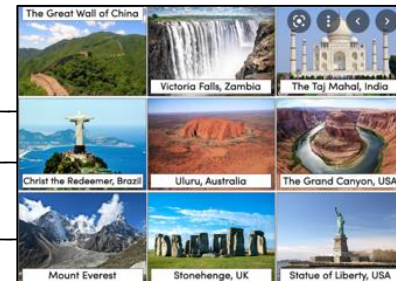 The Great Wall of China
Victoria Falls, Zambia
The Taj Mahal, India
Christ the Redeemer, Brazil
Uluru, Australia
The Grand Canyon, USA
Mount Everest
Stonehenge, UK
Statue of Liberty, USA